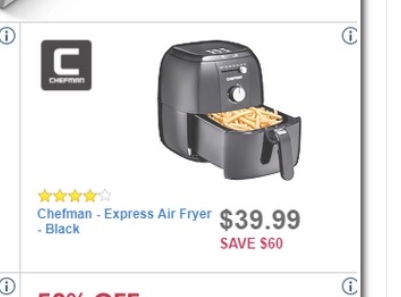 CHEFMAN
Chefman - Express Air Fryer
- Black
$39.99
SAVE $60